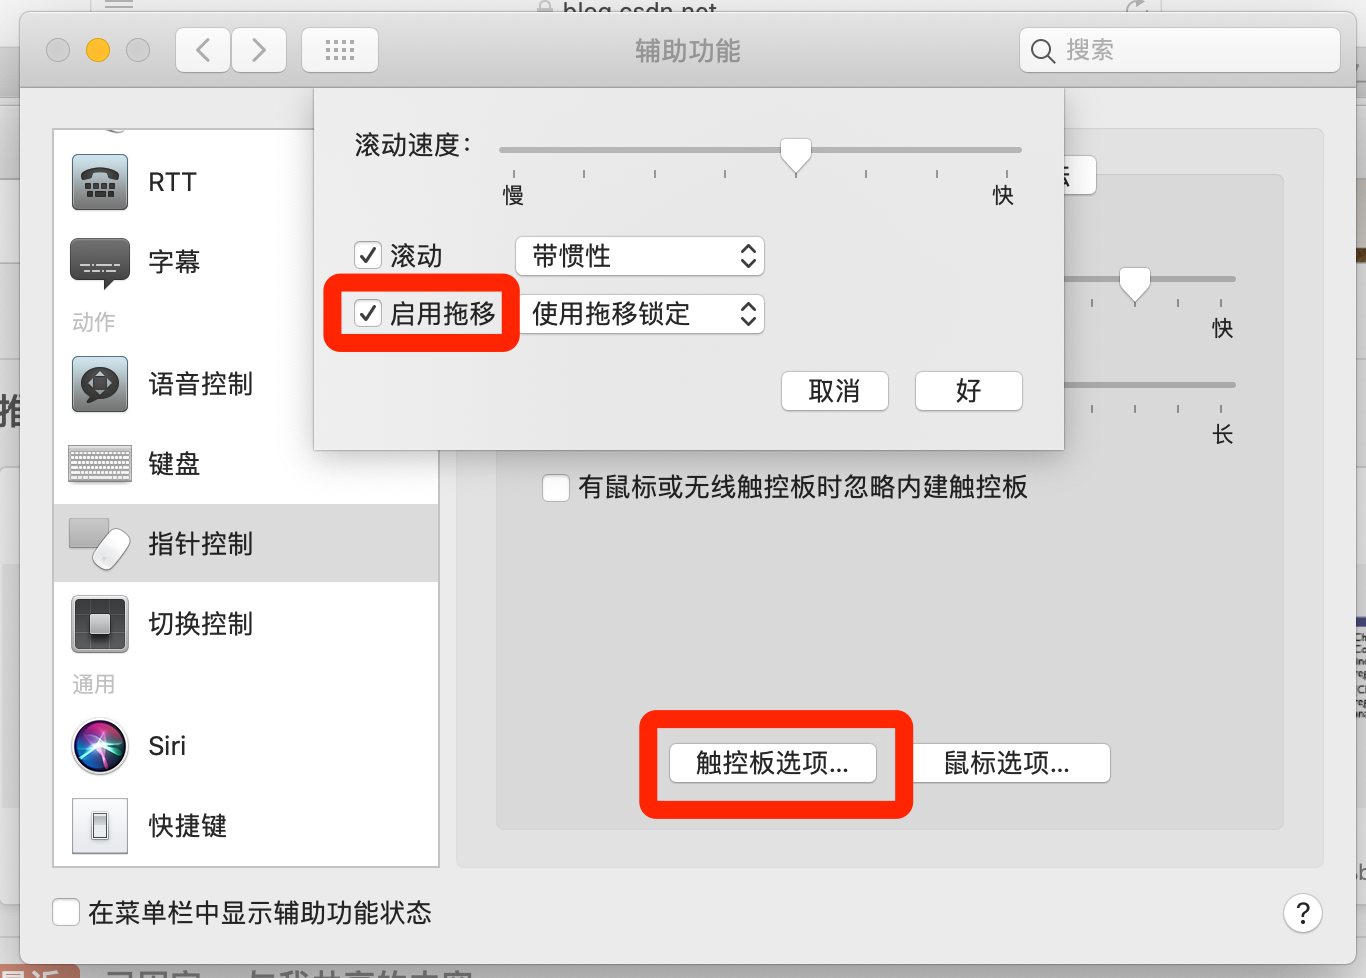 blog.csdn.net
辅助功能
搜索
滚动速度：
慢
快
滚动
带惯性
启用拖移
使用拖移锁定
取消
好
RTT
字幕
动作
语音控制
键盘
指针控制
切换控制
通用
Siri
快捷键
快
长
有鼠标或无线触控板时忽略内建触控板
触控板选项...
鼠标选项...
在菜单栏中显示辅助功能状态
?